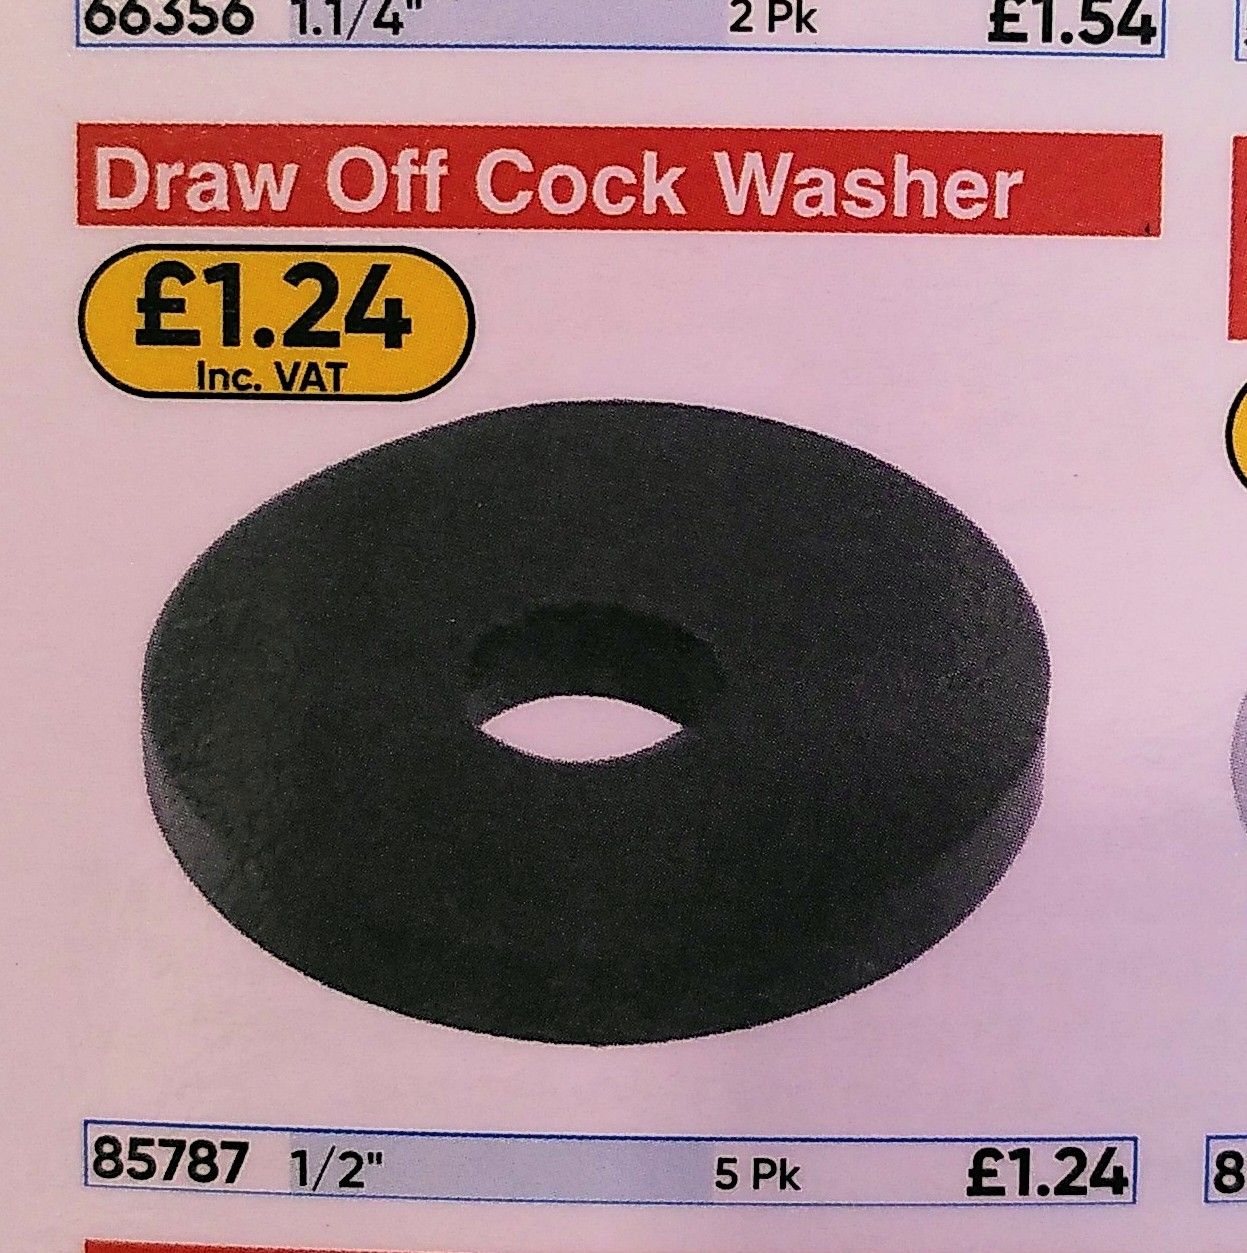 66356 1.1/4" 2 Pk £1.54
Draw Off Cock Washer
£1.24
Inc. VAT
85787 1/2" 5 Pk £1.24
8